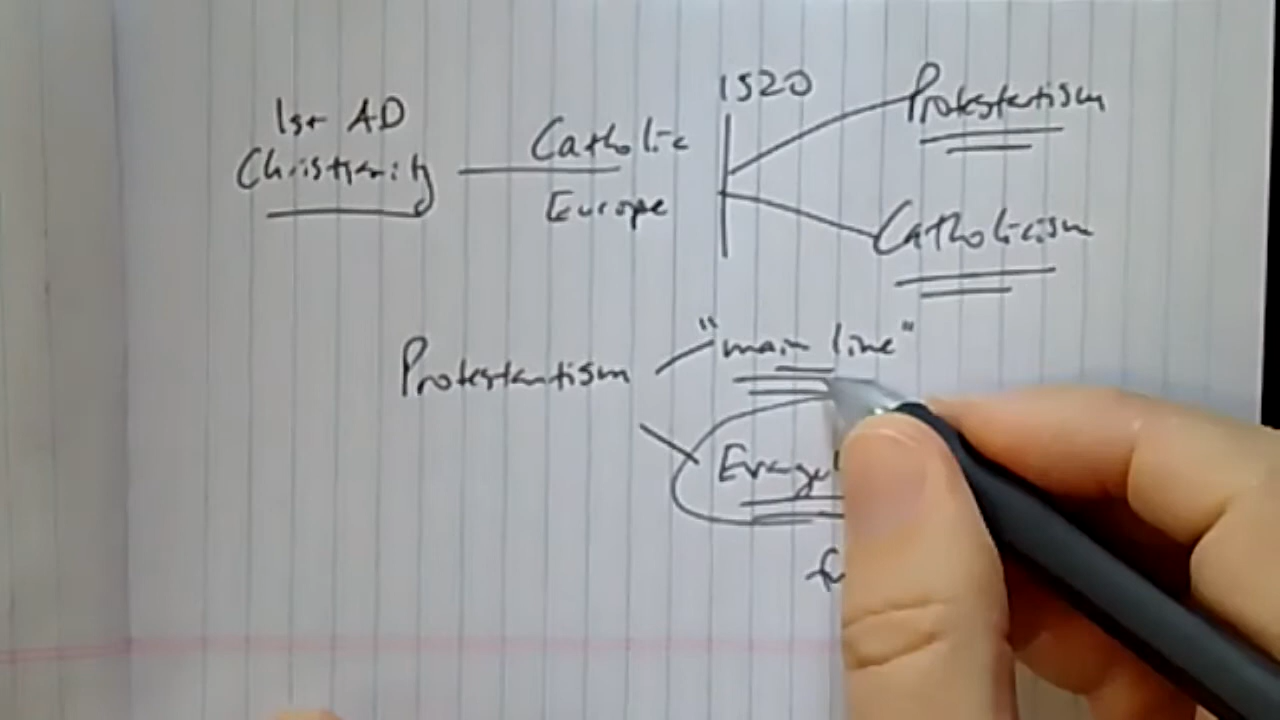 1st AD
Christianity
Catholic
Europe
1520
Protestantism
Catholicism
Protestantism
"main line"